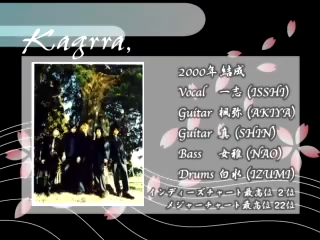 Kagrra,
2000年結成
Vocal 一志 (ISSHI)
Guitar 楓弥 (AKIYA)
Guitar 真 (SHIN)
Bass 女雅 (NAO)
Drums 白水 (IZUMI)
インディーズチャート最高位 2 位
メジャーチャート最高位 22位